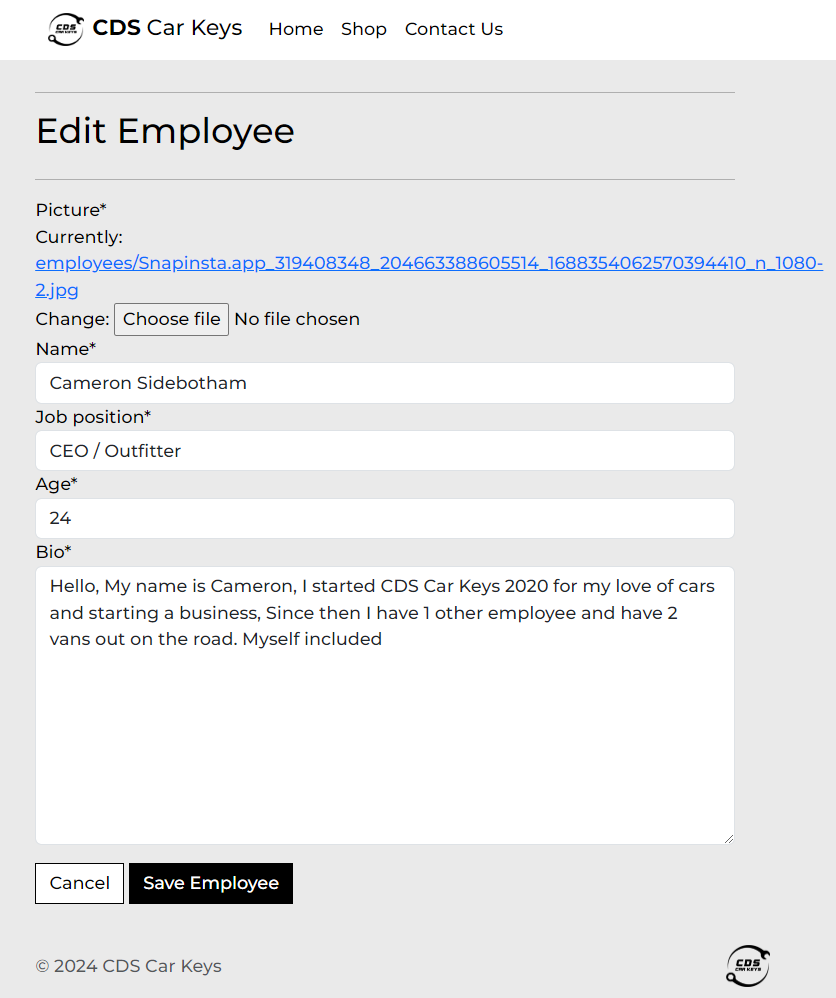 CDS CAR KEYS CDS Car Keys Home Shop Contact Us
Edit Employee
Picture*
Currently:
employees/Snapinsta.app_319408348_204663388605514_1688354062570394410_n_1080-
2.jpg
Change: Choose file No file chosen
Name*
Cameron Sidebotham
Job position*
CEO / Outfitter
Age*
24
Bio*
Hello, My name is Cameron, I started CDS Car Keys 2020 for my love of cars
and starting a business, Since then I have 1 other employee and have 2
vans out on the road. Myself included
Cancel Save Employee
© 2024 CDS Car Keys
CDS
CAR KEYS